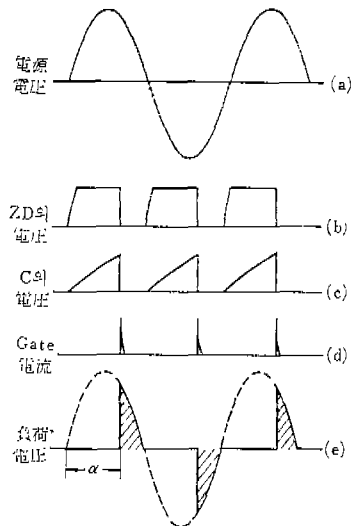 電源
電圧
(a)
ZD의
電圧
(b)
C의
電圧
(c)
Gate
電流
(d)
負荷
電圧
(e)
α